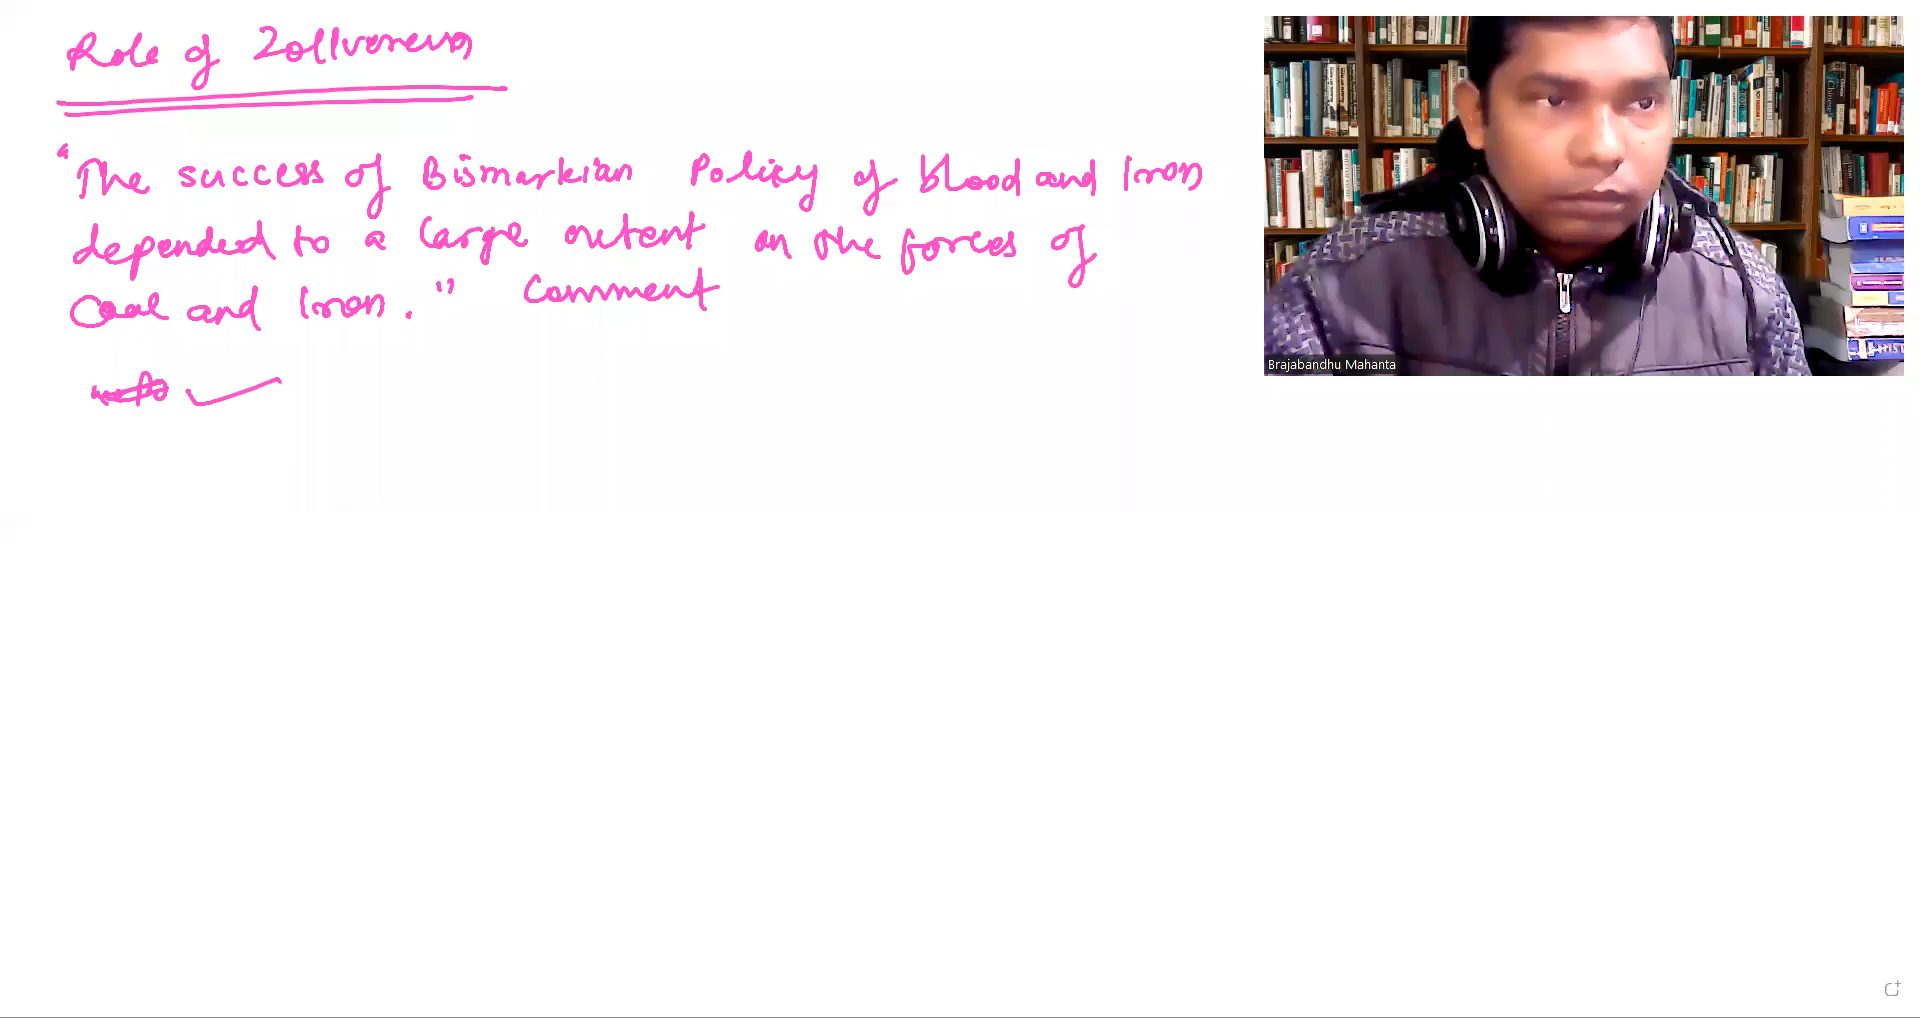 Role of Zollverein
"The success of Bismarkian Policy of blood and Iron
depended to a large extent on the forces of
Coal and Iron." Comment
Brajabandhu Mahanta